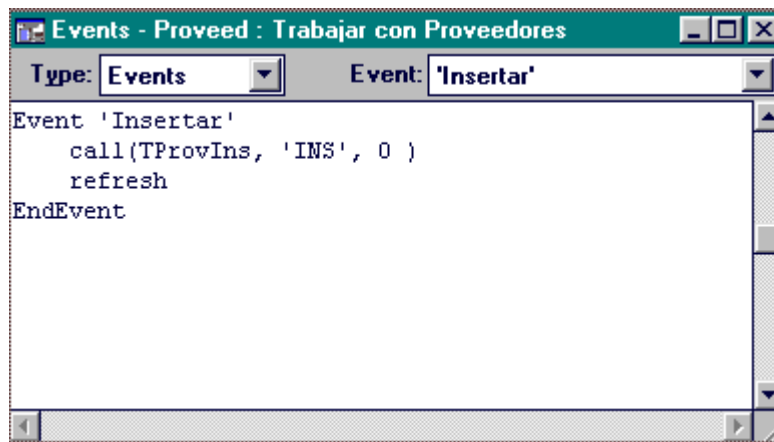 Events - Proveed : Trabajar con Proveedores
Type: Events Event: 'Insertar'
Event 'Insertar'
    call(TProvIns, 'INS', 0 )
    refresh
EndEvent